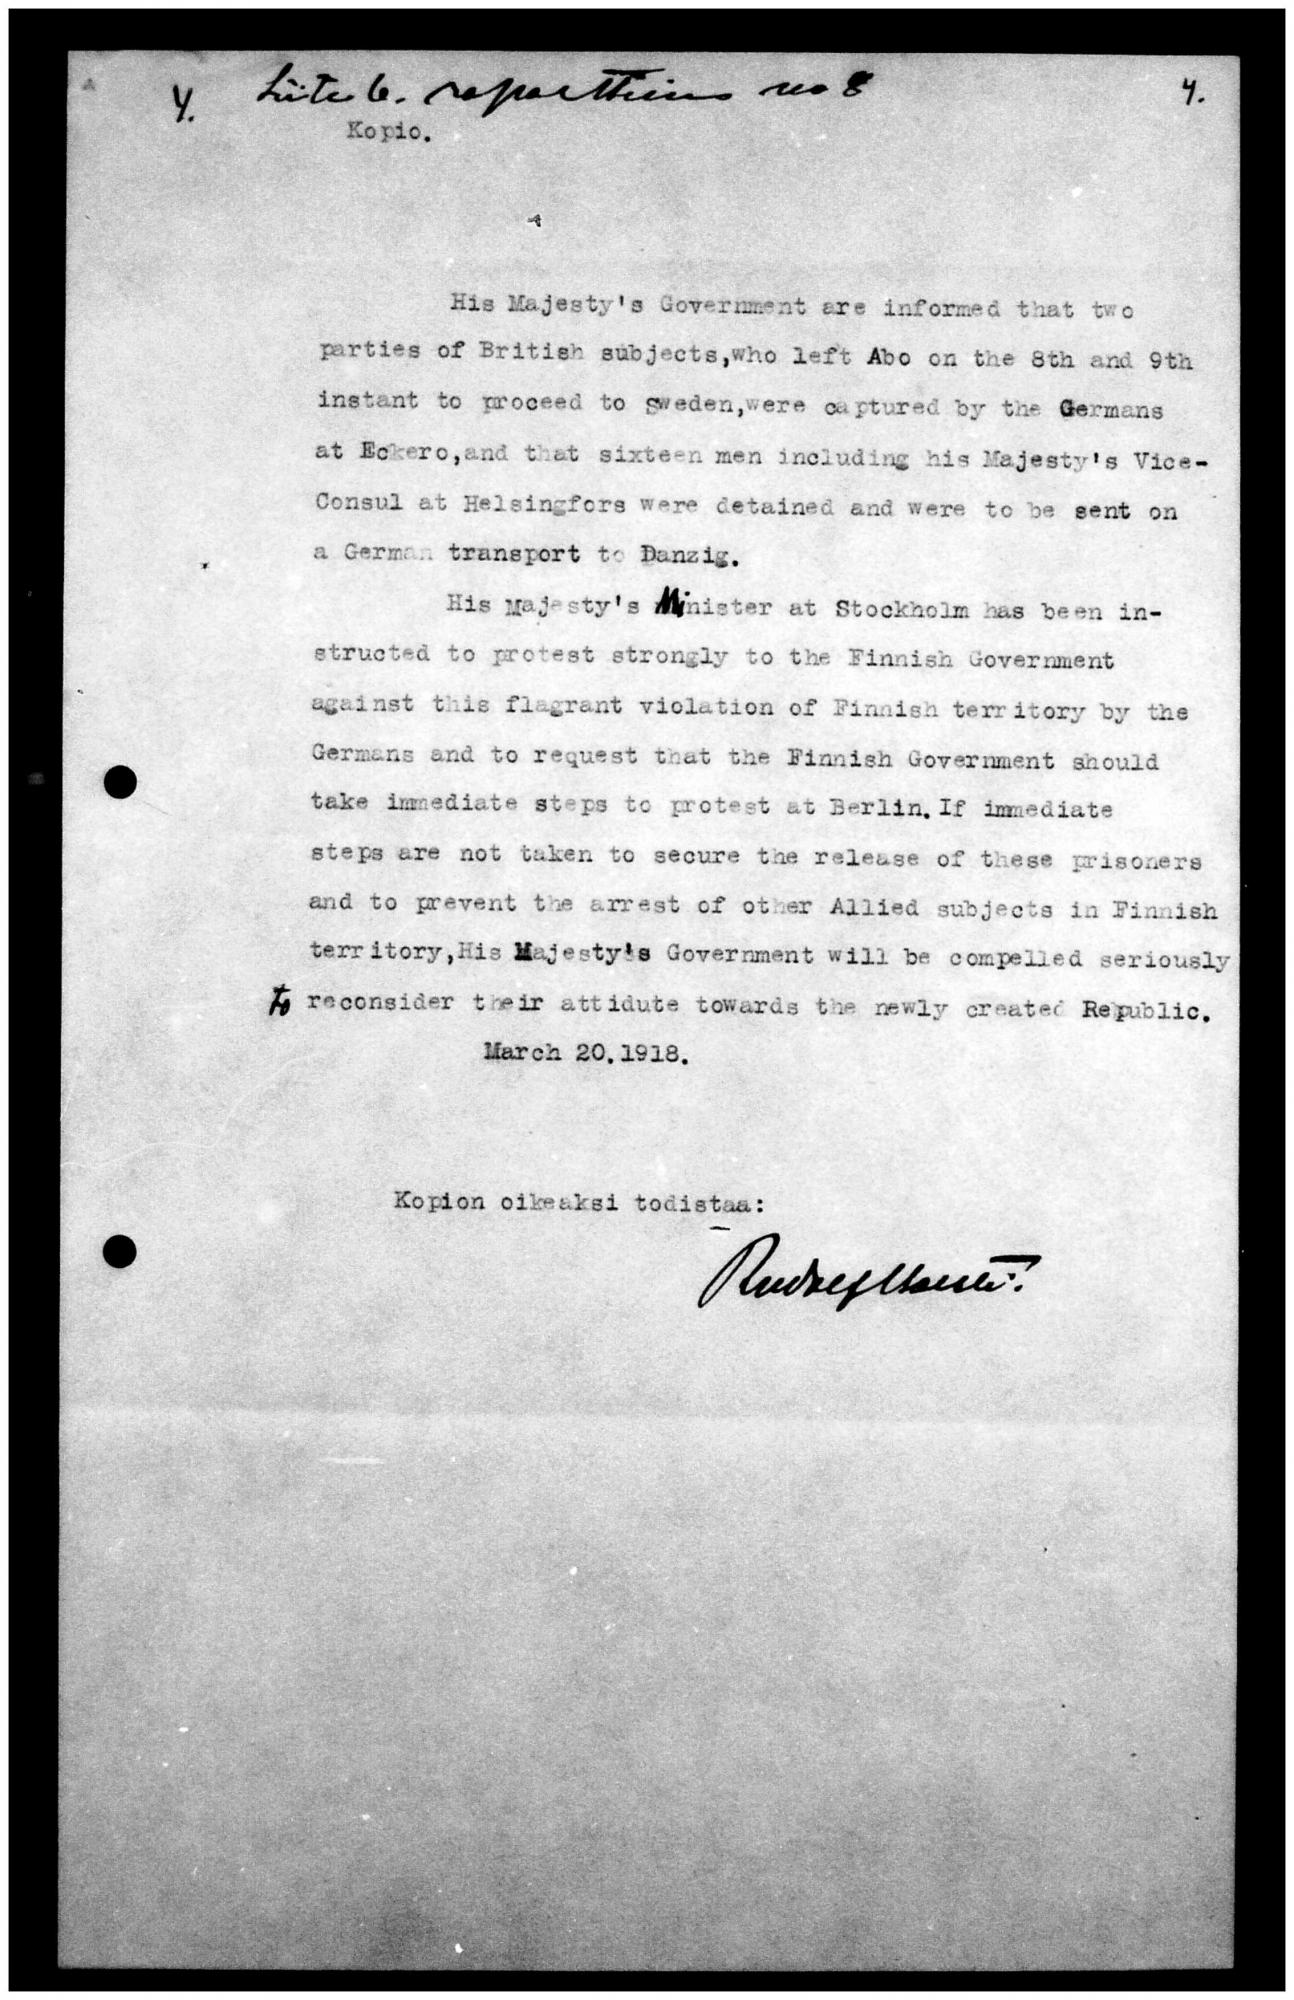 4. Liite 6. raporttiin no 8 4.
Kopio.
His Majesty's Government are informed that two
parties of British subjects,who left Abo on the 8th and 9th
instant to proceed to Sweden,were captured by the Germans
at Eckero,and that sixteen men including his Majesty's Vice-
Consul at Helsingfors were detained and were to be sent on
a German transport to Danzig.
His Majesty's Minister at Stockholm has been in-
structed to protest strongly to the Finnish Government
against this flagrant violation of Finnish territory by the
Germans and to request that the Finnish Government should
take immediate steps to protest at Berlin.If immediate
steps are not taken to secure the release of these prisoners
and to prevent the arrest of other Allied subjects in Finnish
territory,His Majesty's Government will be compelled seriously
to reconsider their attidute towards the newly created Republic.
March 20.1918.
Kopion oikeaksi todistaa:
Rudolf Holsti.